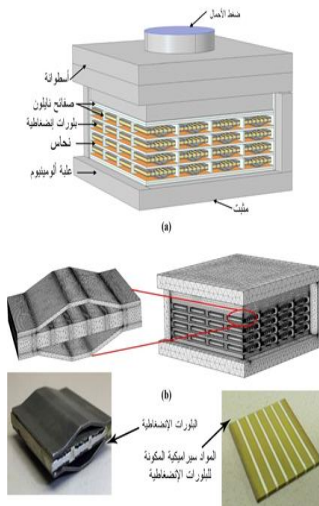 ضغط الأحمال
أسطوانة
صفائح نايلون
بلورات إنضغاطية
نحاس
علبة ألومينيوم
مثبت
(a)
(b)
البلورات الإنضغاطية
المواد سيراميكية المكونة
للبلورات الإنضغاطية